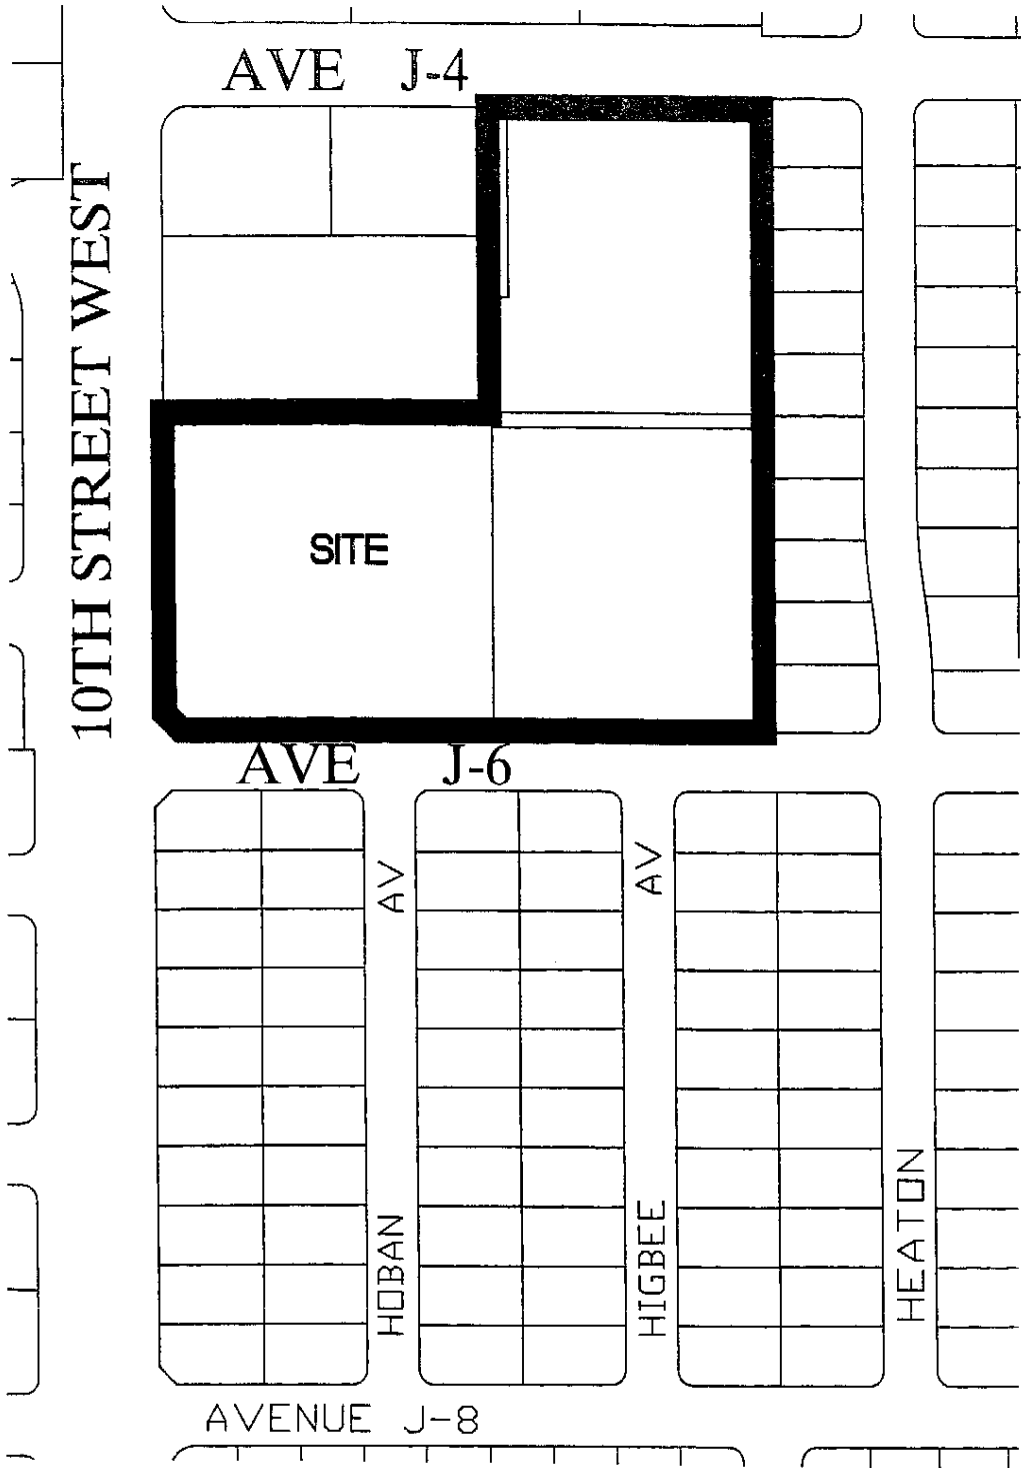 AVE J-4
10TH STREET WEST
SITE
AVE J-6
HOBAN AV
HIGBEE AV
HEATON
AVENUE J-8